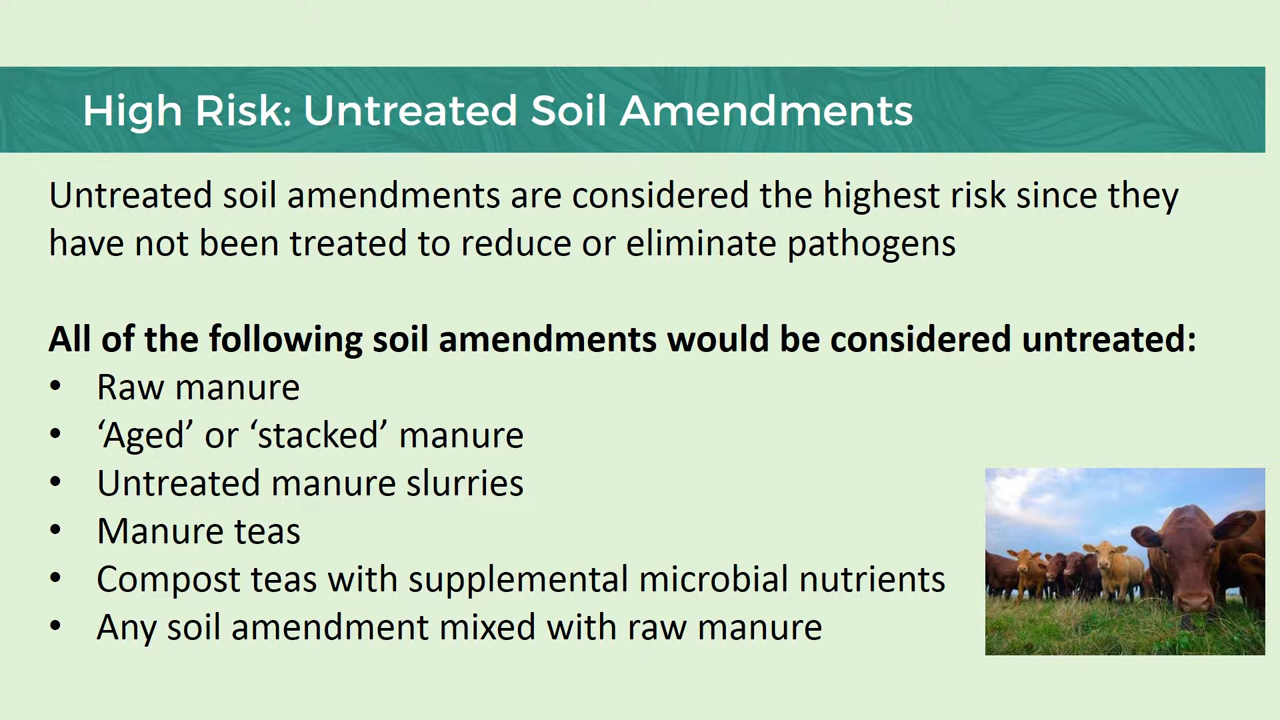 High Risk: Untreated Soil Amendments
Untreated soil amendments are considered the highest risk since they
have not been treated to reduce or eliminate pathogens
All of the following soil amendments would be considered untreated:
• Raw manure
• ‘Aged’ or ‘stacked’ manure
• Untreated manure slurries
• Manure teas
• Compost teas with supplemental microbial nutrients
• Any soil amendment mixed with raw manure